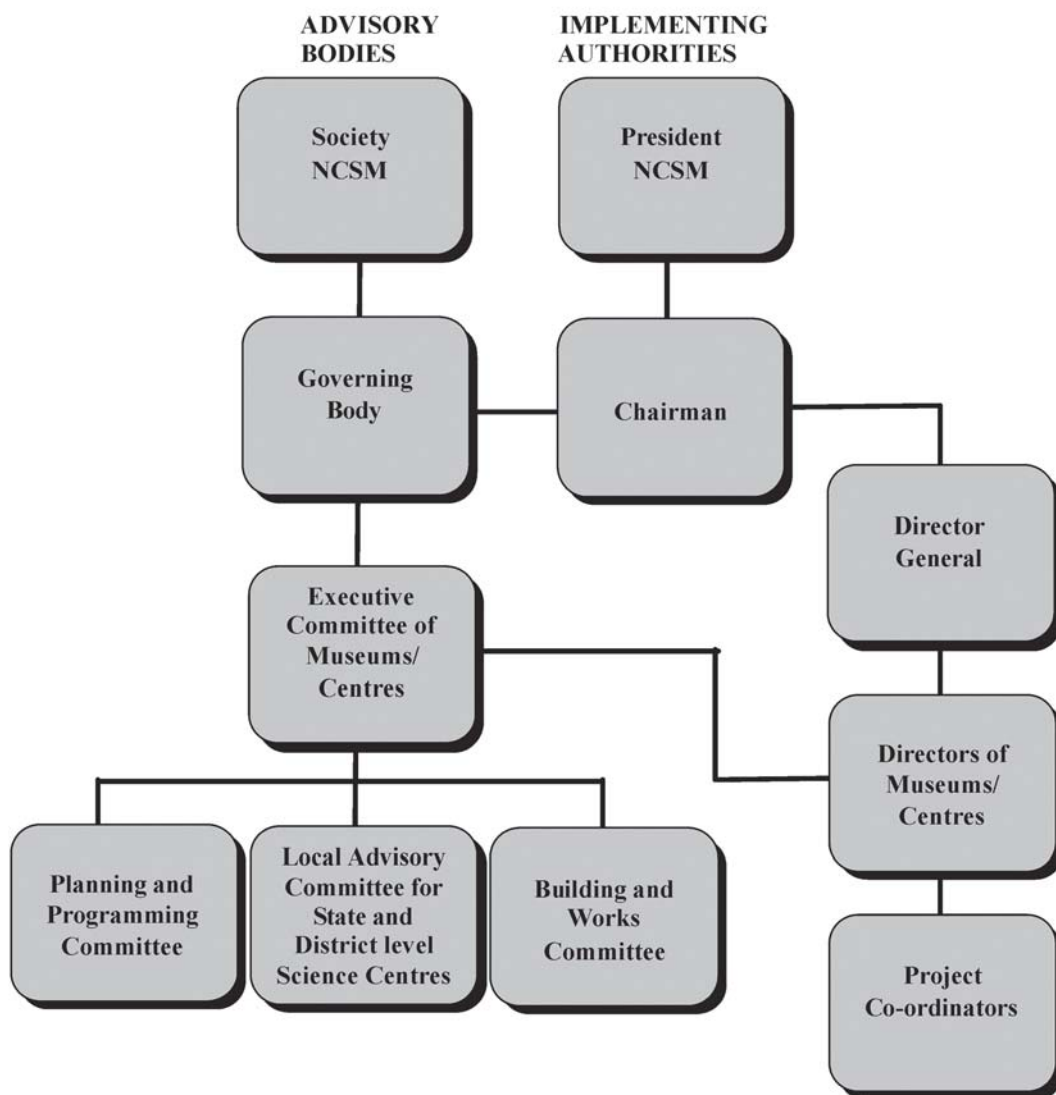 ADVISORY
BODIES
IMPLEMENTING
AUTHORITIES
Society
NCSM
President
NCSM
Governing
Body
Chairman
Director
General
Executive
Committee of
Museums/
Centres
Directors of
Museums/
Centres
Planning and
Programming
Committee
Local Advisory
Committee for
State and
District level
Science Centres
Building and
Works
Committee
Project
Co-ordinators